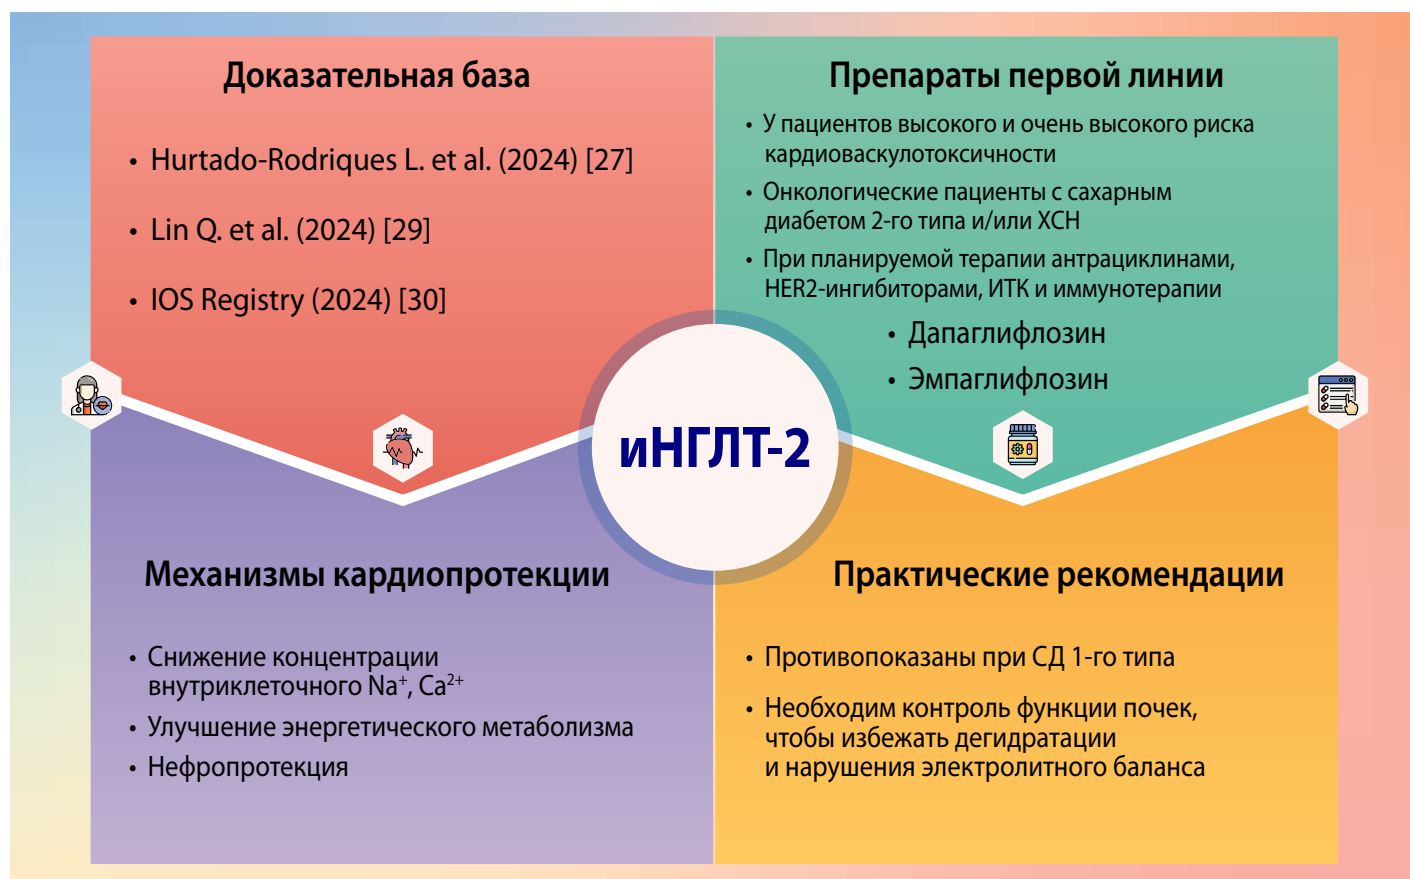 Доказательная база
• Hurtado-Rodriques L. et al. (2024) [27]
• Lin Q. et al. (2024) [29]
• IOS Registry (2024) [30]
Препараты первой линии
• У пациентов высокого и очень высокого риска
кардиоваскулотоксичности
• Онкологические пациенты с сахарным
диабетом 2-го типа и/или ХСН
• При планируемой терапии антрациклинами,
HER2-ингибиторами, ИТК и иммунотерапии
• Дапаглифлозин
• Эмпаглифлозин
иНГЛТ-2
Механизмы кардиопротекции
• Снижение концентрации
внутриклеточного Na⁺, Ca²⁺
• Улучшение энергетического метаболизма
• Нефропротекция
Практические рекомендации
• Противопоказаны при СД 1-го типа
• Необходим контроль функции почек,
чтобы избежать дегидратации
и нарушения электролитного баланса